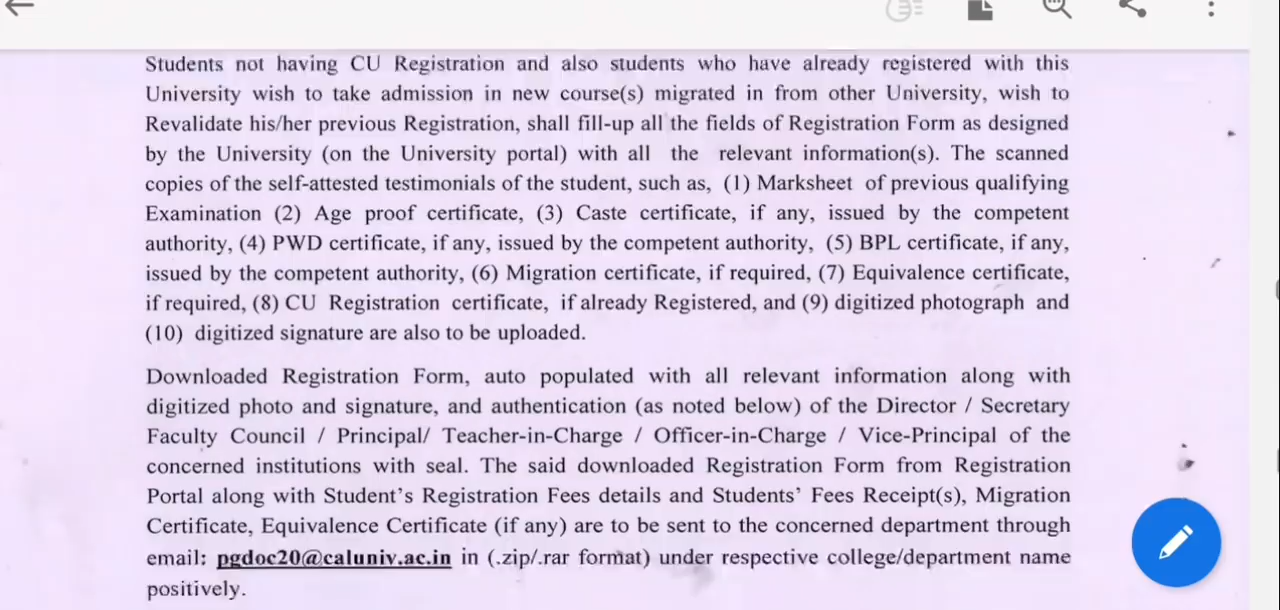 Students not having CU Registration and also students who have already registered with this
University wish to take admission in new course(s) migrated in from other University, wish to
Revalidate his/her previous Registration, shall fill-up all the fields of Registration Form as designed
by the University (on the University portal) with all the relevant information(s). The scanned
copies of the self-attested testimonials of the student, such as, (1) Marksheet of previous qualifying
Examination (2) Age proof certificate, (3) Caste certificate, if any, issued by the competent
authority, (4) PWD certificate, if any, issued by the competent authority, (5) BPL certificate, if any,
issued by the competent authority, (6) Migration certificate, if required, (7) Equivalence certificate,
if required, (8) CU Registration certificate, if already Registered, and (9) digitized photograph and
(10) digitized signature are also to be uploaded.
Downloaded Registration Form, auto populated with all relevant information along with
digitized photo and signature, and authentication (as noted below) of the Director / Secretary
Faculty Council / Principal/ Teacher-in-Charge / Officer-in-Charge / Vice-Principal of the
concerned institutions with seal. The said downloaded Registration Form from Registration
Portal along with Student's Registration Fees details and Students' Fees Receipt(s), Migration
Certificate, Equivalence Certificate (if any) are to be sent to the concerned department through
email: pgdoc20@caluniv.ac.in in (.zip/.rar format) under respective college/department name
positively.